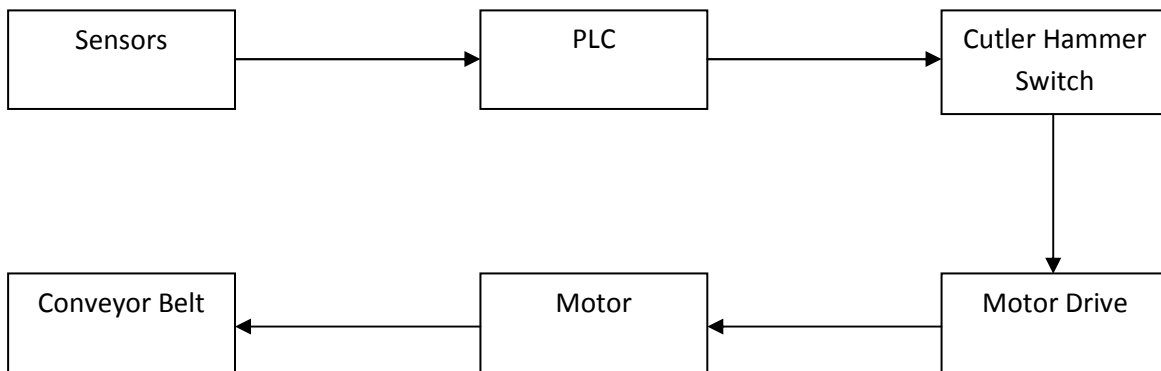 Sensors
PLC
Cutler Hammer
Switch
Conveyor Belt
Motor
Motor Drive